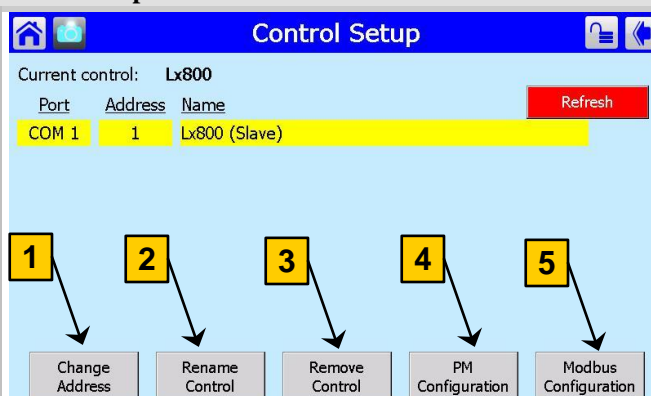 Control Setup
Current control: Lx800
Port Address Name
Refresh
COM 1 1 Lx800 (Slave)
1 2 3 4 5
Change Address
Rename Control
Remove Control
PM Configuration
Modbus Configuration